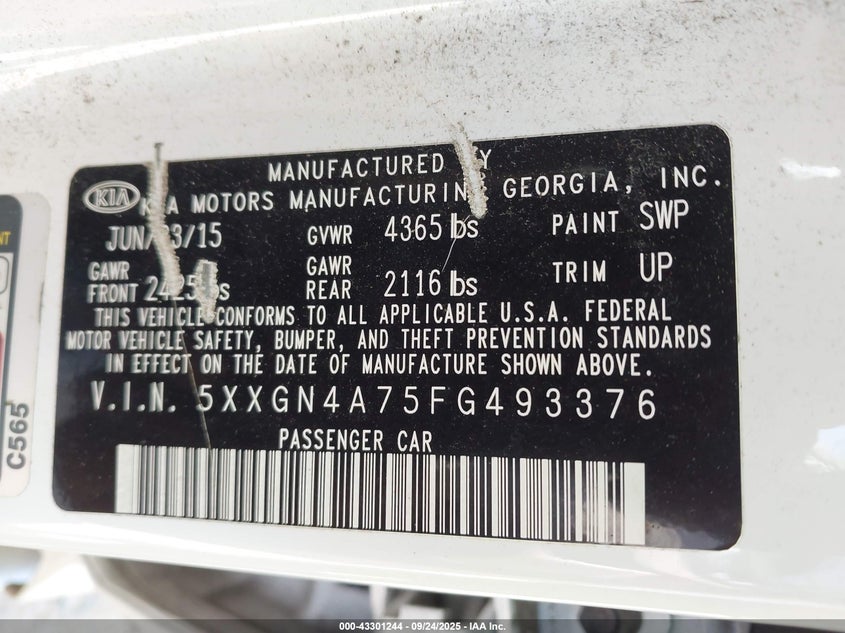 MANUFACTURED
KIA
MOTORS MANUFACTURING GEORGIA, INC.
15 GVWR 4365 lbs PAINT SWP
GAWR FRONT GAWR REAR 2116 lbs TRIM UP
THIS VEHICLE CONFORMS TO ALL APPLICABLE U.S.A. FEDERAL
MOTOR VEHICLE SAFETY, BUMPER, AND THEFT PREVENTION STANDARDS
IN EFFECT ON THE DATE OF MANUFACTURE SHOWN ABOVE.
V.I.N. 5XXGN4A75FG493376
PASSENGER CAR
C565
000-43301244 - 09/24/2025 - IAA Inc.